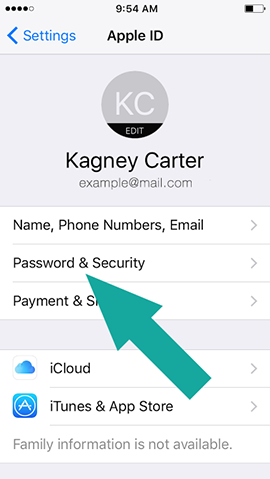 9:54 AM
Settings
Apple ID
KC
EDIT
Kagney Carter
example@mail.com
Name, Phone Numbers, Email
Password & Security
Payment &
iCloud
iTunes & App Store
Family information is not available.